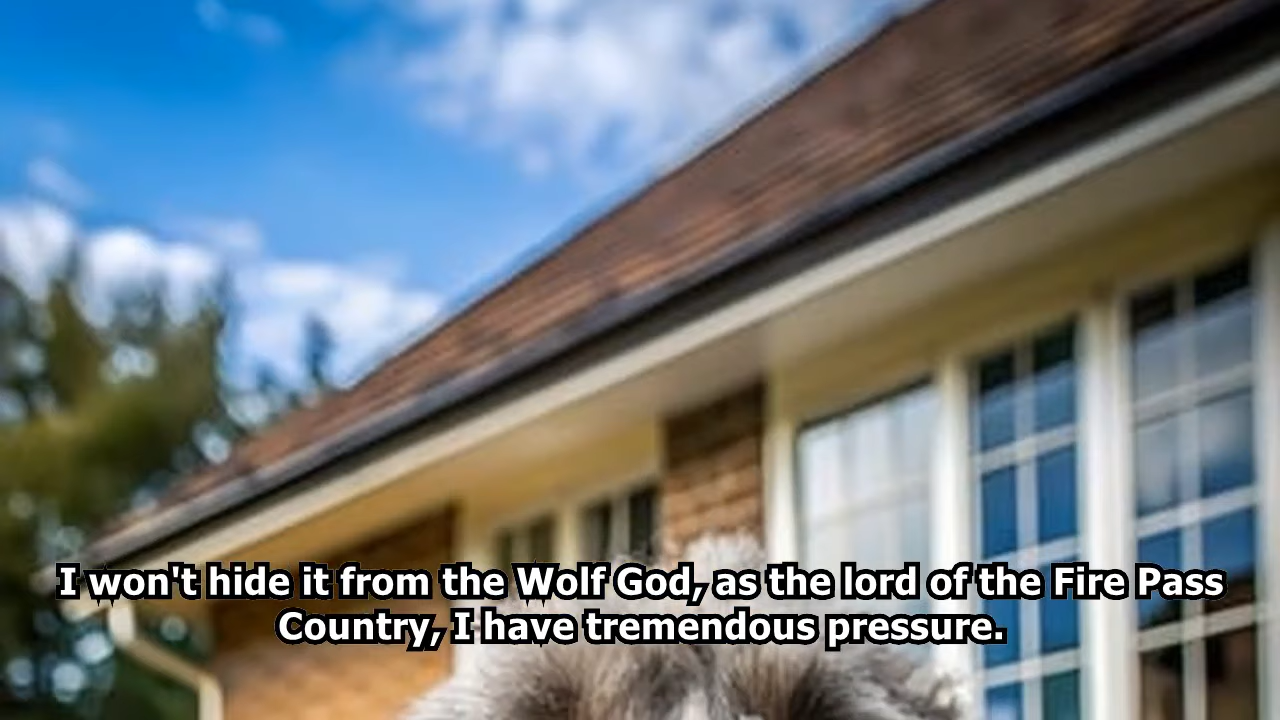 I won't hide it from the Wolf God, as the lord of the Fire Pass
Country, I have tremendous pressure.